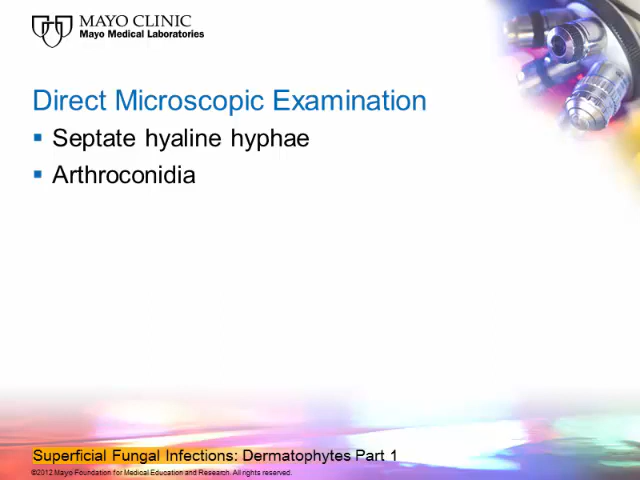 MAYO CLINIC
Mayo Medical Laboratories
Direct Microscopic Examination
Septate hyaline hyphae
Arthroconidia
Superficial Fungal Infections: Dermatophytes Part 1
©2012 Mayo Foundation for Medical Education and Research. All rights reserved.